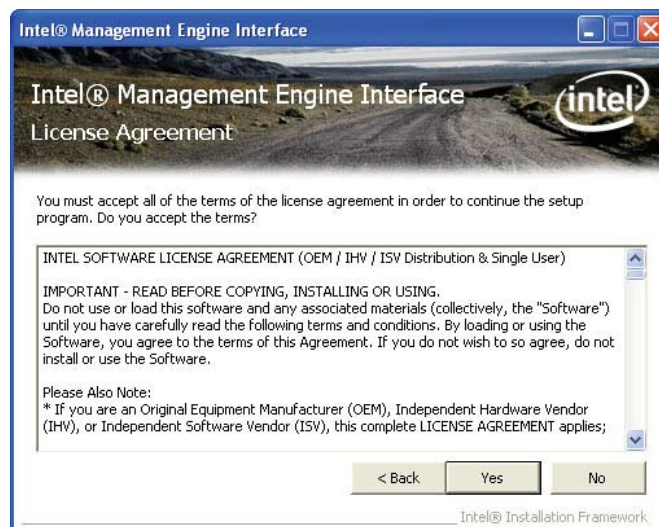 Intel® Management Engine Interface
Intel® Management Engine Interface
intel
License Agreement
You must accept all of the terms of the license agreement in order to continue the setup
program. Do you accept the terms?
INTEL SOFTWARE LICENSE AGREEMENT (OEM / IHV / ISV Distribution & Single User)
IMPORTANT - READ BEFORE COPYING, INSTALLING OR USING.
Do not use or load this software and any associated materials (collectively, the "Software")
until you have carefully read the following terms and conditions. By loading or using the
Software, you agree to the terms of this Agreement. If you do not wish to so agree, do not
install or use the Software.
Please Also Note:
* If you are an Original Equipment Manufacturer (OEM), Independent Hardware Vendor
(IHV), or Independent Software Vendor (ISV), this complete LICENSE AGREEMENT applies;
< Back Yes No
Intel® Installation Framework